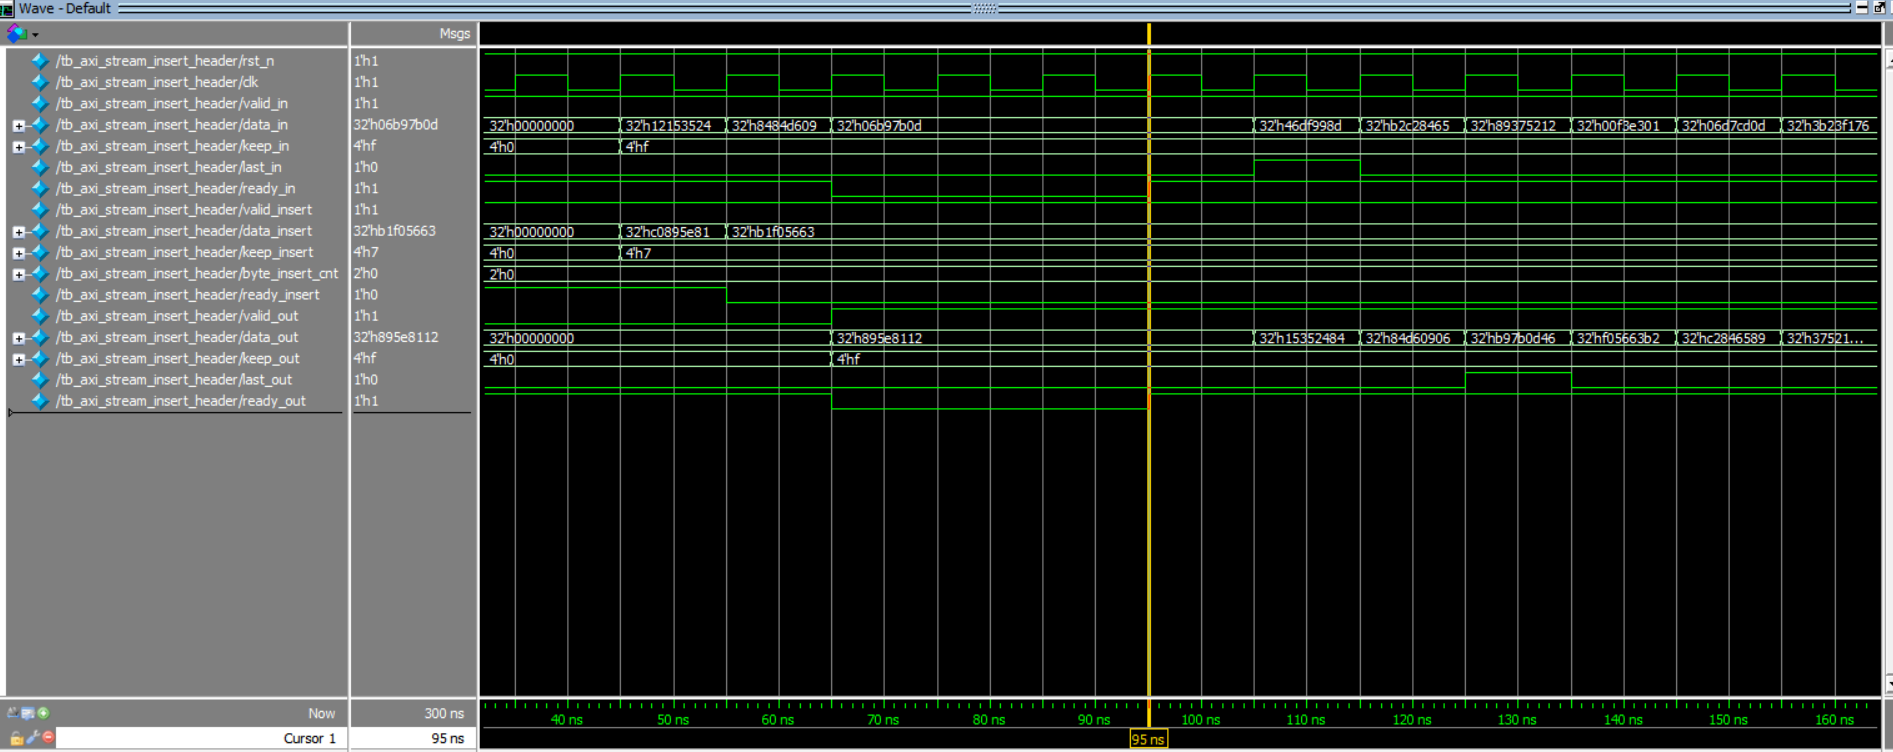 Wave - Default
Msgs
/tb_axi_stream_insert_header/rst_n 1'h1
/tb_axi_stream_insert_header/clk 1'h1
/tb_axi_stream_insert_header/valid_in 1'h1
/tb_axi_stream_insert_header/data_in 32'h06b97b0d 32'h00000000 32'h12153524 32'h8484d609 32'h06b97b0d 32'h46df998d 32'hb2c28465 32'h89375212 32'h00f3e301 32'h06d7cd0d 32'h3b23f176
/tb_axi_stream_insert_header/keep_in 4'hf 4'h0 4'hf
/tb_axi_stream_insert_header/last_in 1'h0
/tb_axi_stream_insert_header/ready_in 1'h1
/tb_axi_stream_insert_header/valid_insert 1'h1
/tb_axi_stream_insert_header/data_insert 32'hb1f05663 32'h00000000 32'hc0895e81 32'hb1f05663
/tb_axi_stream_insert_header/keep_insert 4'h7 4'h0 4'h7
/tb_axi_stream_insert_header/byte_insert_cnt 2'h0 2'h0
/tb_axi_stream_insert_header/ready_insert 1'h0
/tb_axi_stream_insert_header/valid_out 1'h1
/tb_axi_stream_insert_header/data_out 32'h895e8112 32'h00000000 32'h895e8112 32'h15352484 32'h84d60906 32'hb97b0d46 32'hf05663b2 32'hc2846589 32'h37521...
/tb_axi_stream_insert_header/keep_out 4'hf 4'h0 4'hf
/tb_axi_stream_insert_header/last_out 1'h0
/tb_axi_stream_insert_header/ready_out 1'h1
Now 300 ns 40 ns 50 ns 60 ns 70 ns 80 ns 90 ns 100 ns 110 ns 120 ns 130 ns 140 ns 150 ns 160 ns
Cursor 1 95 ns 95 ns